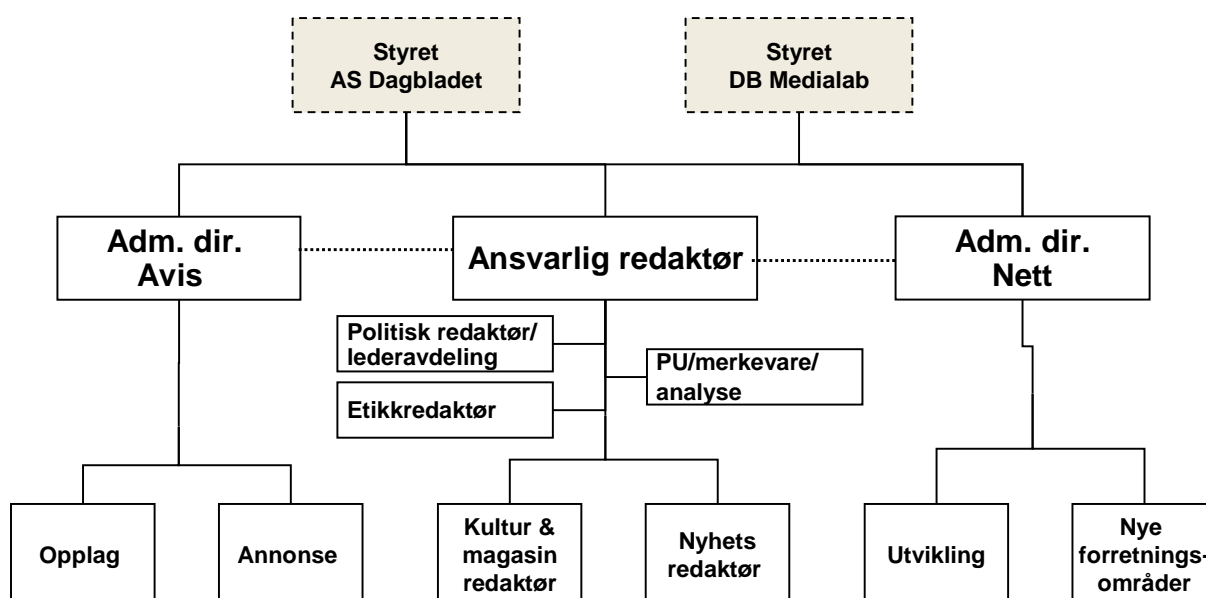 Styret
AS Dagbladet
Styret
DB Medialab
Adm. dir.
Avis
Ansvarlig redaktør
Adm. dir.
Nett
Politisk redaktør/
lederavdeling
PU/merkevare/
analyse
Etikkredaktør
Opplag
Annonse
Kultur &
magasin
redaktør
Nyhets
redaktør
Utvikling
Nye
forretnings-
områder